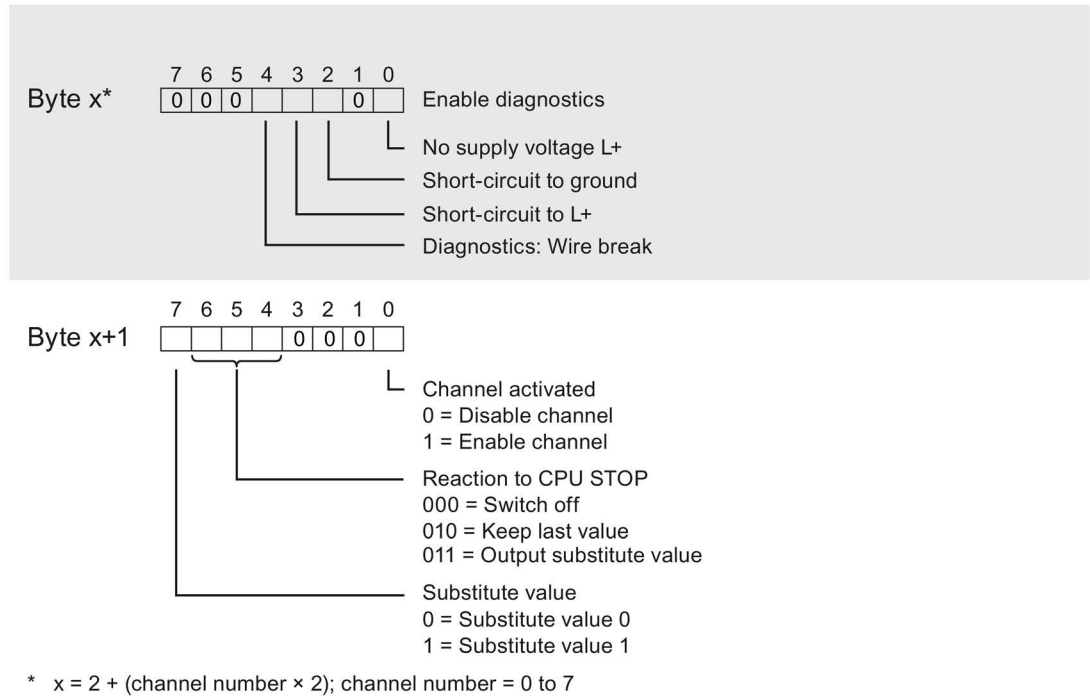 7 6 5 4 3 2 1 0
Byte x* 0 0 0 0 Enable diagnostics
No supply voltage L+
Short-circuit to ground
Short-circuit to L+
Diagnostics: Wire break
7 6 5 4 3 2 1 0
Byte x+1 0 0 0
Channel activated
0 = Disable channel
1 = Enable channel
Reaction to CPU STOP
000 = Switch off
010 = Keep last value
011 = Output substitute value
Substitute value
0 = Substitute value 0
1 = Substitute value 1
* x = 2 + (channel number × 2); channel number = 0 to 7